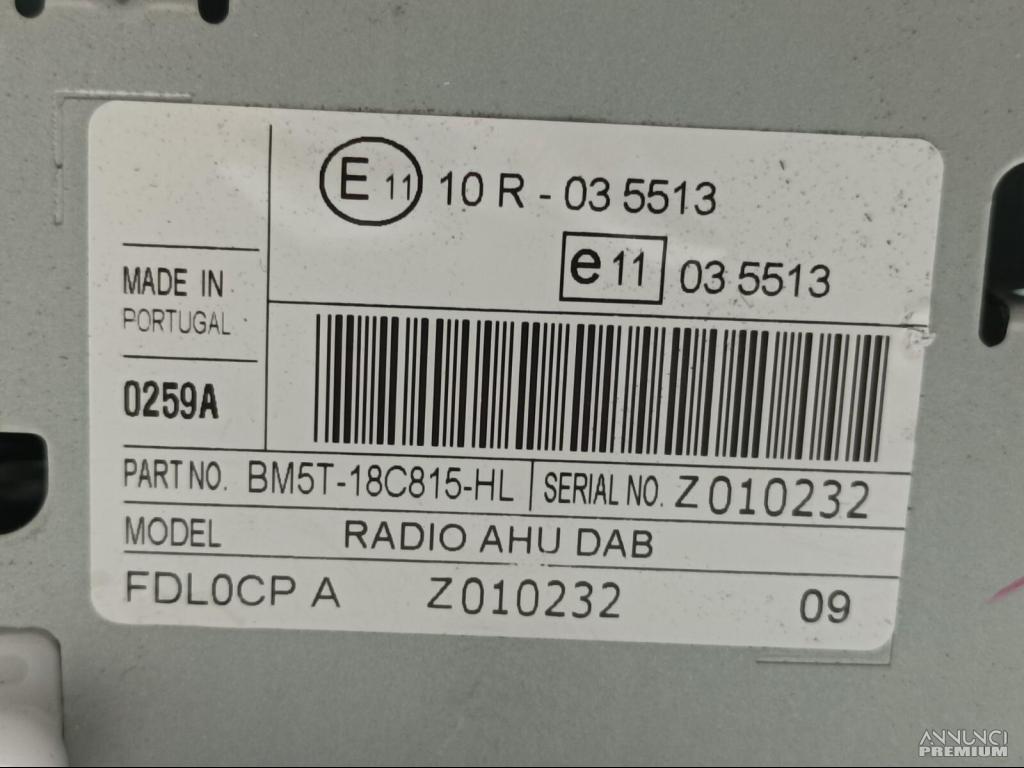 E 11 10 R - 03 5513
e 11 03 5513
MADE IN
PORTUGAL
0259A
PART NO. BM5T-18C815-HL SERIAL NO. Z010232
MODEL RADIO AHU DAB
FDL0CP A Z010232 09
ANNUNCI
PREMIUM